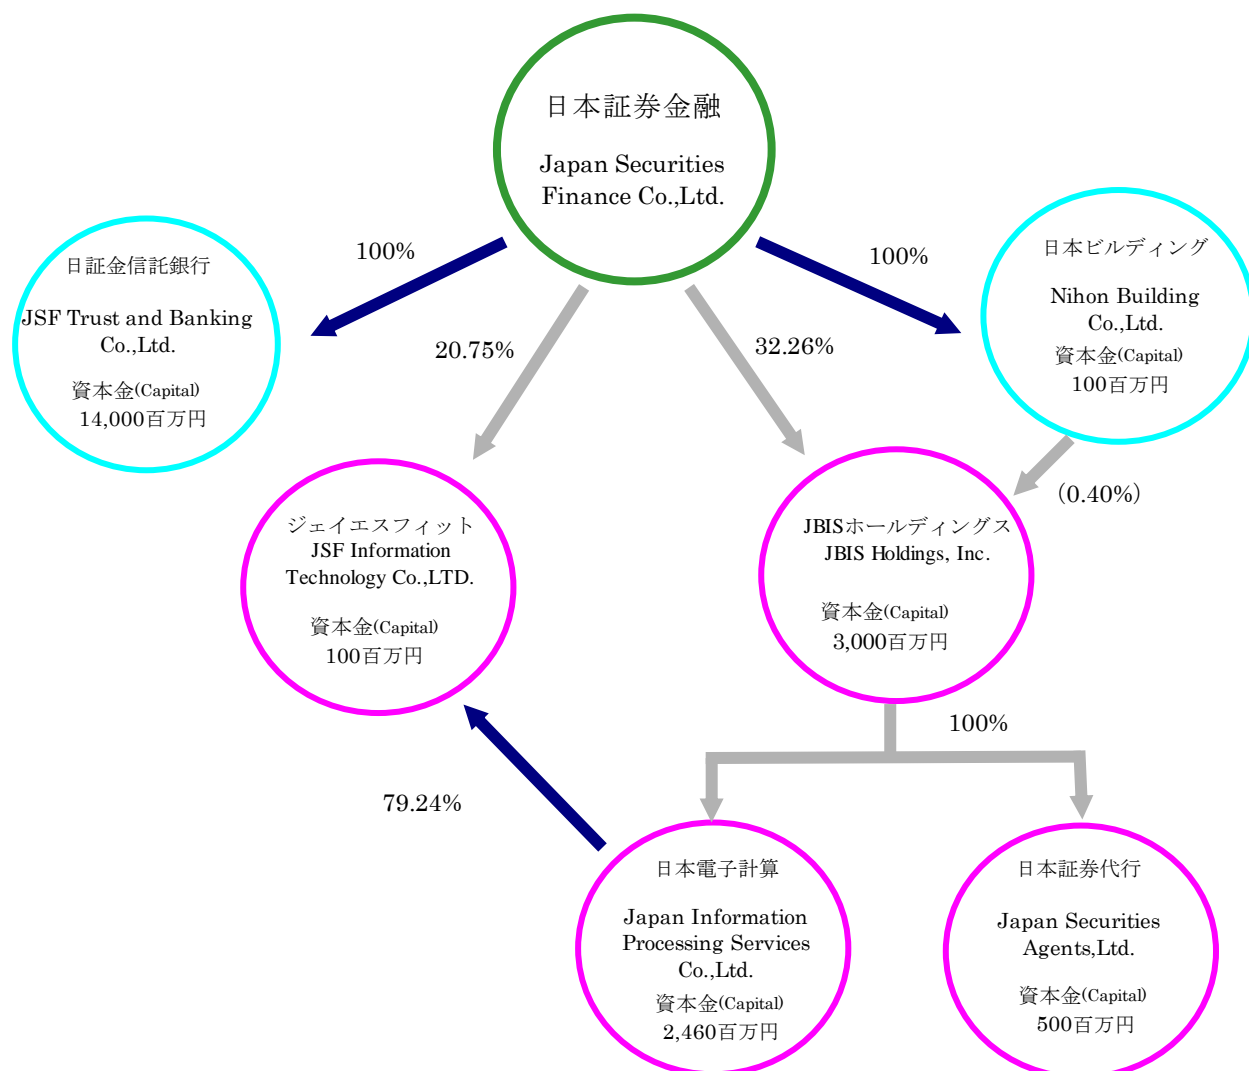 日本証券金融
Japan Securities
Finance Co.,Ltd.
100%
100%
20.75%
32.26%
日証金信託銀行
JSF Trust and Banking
Co.,Ltd.
資本金(Capital)
14,000百万円
日本ビルディング
Nihon Building
Co.,Ltd.
資本金(Capital)
100百万円
(0.40%)
ジェイエスフィット
JSF Information
Technology Co.,LTD.
資本金(Capital)
100百万円
JBISホールディングス
JBIS Holdings, Inc.
資本金(Capital)
3,000百万円
100%
79.24%
日本電子計算
Japan Information
Processing Services
Co.,Ltd.
資本金(Capital)
2,460百万円
日本証券代行
Japan Securities
Agents,Ltd.
資本金(Capital)
500百万円